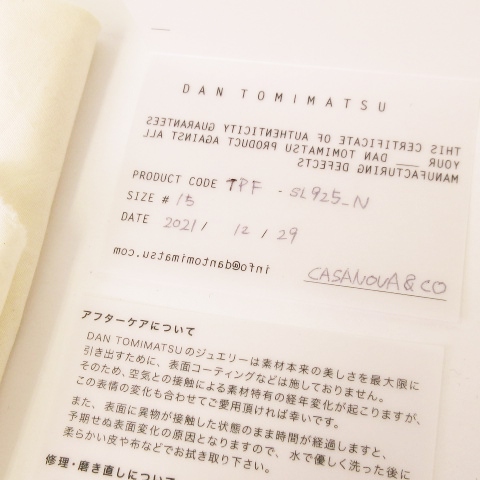 DAN TOMIMATSU
THIS CERTIFICATE OF AUTHENTICITY GUARANTEES
YOUR ___ DAN TOMIMATSU PRODUCT AGAINST ALL
MANUFACTURING DEFECTS
PRODUCT CODE TPF - SL925_N
SIZE # 15
DATE 2021 / 12 / 29
info@dantomimatsu.com
CASANOVA & CO
アフターケアについて
DAN TOMIMATSUのジュエリーは素材本来の美しさを最大限に
引き出すために、表面コーティングなどは施しておりません。
そのため、空気との接触による素材特有の経年変化が起こりますが、
この表情の変化も合わせてご愛用頂ければ幸いです。
また、表面に異物が接触した状態のまま時間が経過しますと、
予期せぬ表面変化の原因となりますので、水で優しく洗った後に
柔らかい皮や布などでお拭き取り下さい。
修理・磨き直しについて